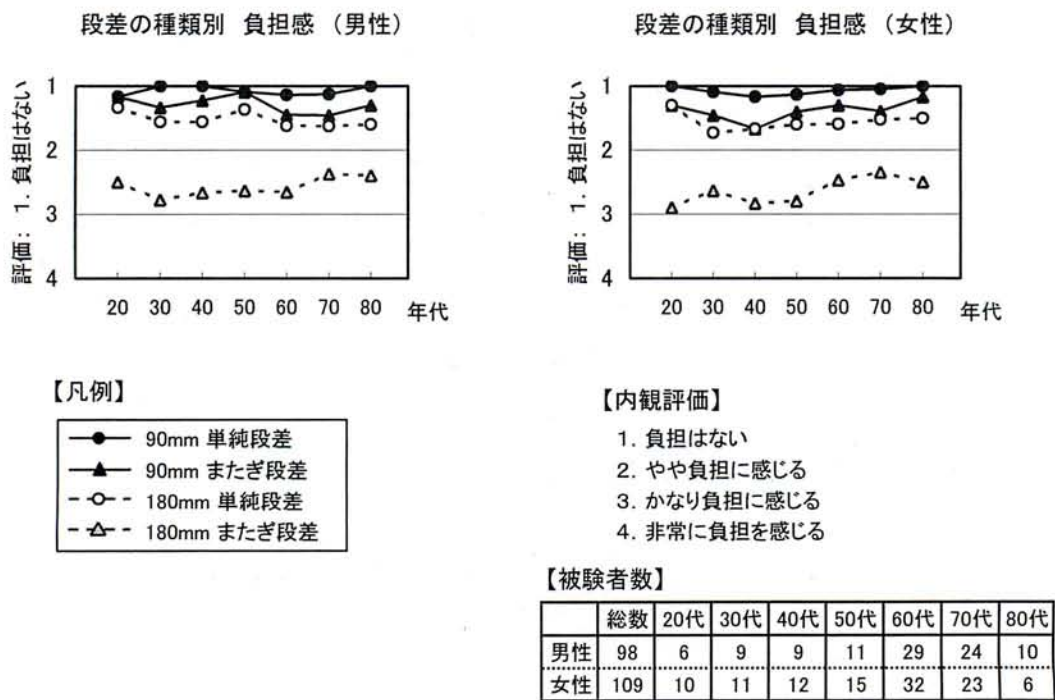 段差の種類別 負担感 （男性）
評価： 1. 負担はない
1
2
3
4
20 30 40 50 60 70 80 年代
段差の種類別 負担感 （女性）
評価： 1. 負担はない
1
2
3
4
20 30 40 50 60 70 80 年代
【凡例】
90mm 単純段差
90mm またぎ段差
180mm 単純段差
180mm またぎ段差
【内観評価】
1. 負担はない
2. やや負担に感じる
3. かなり負担に感じる
4. 非常に負担を感じる
【被験者数】
総数 20代 30代 40代 50代 60代 70代 80代
男性 98 6 9 9 11 29 24 10
女性 109 10 11 12 15 32 23 6